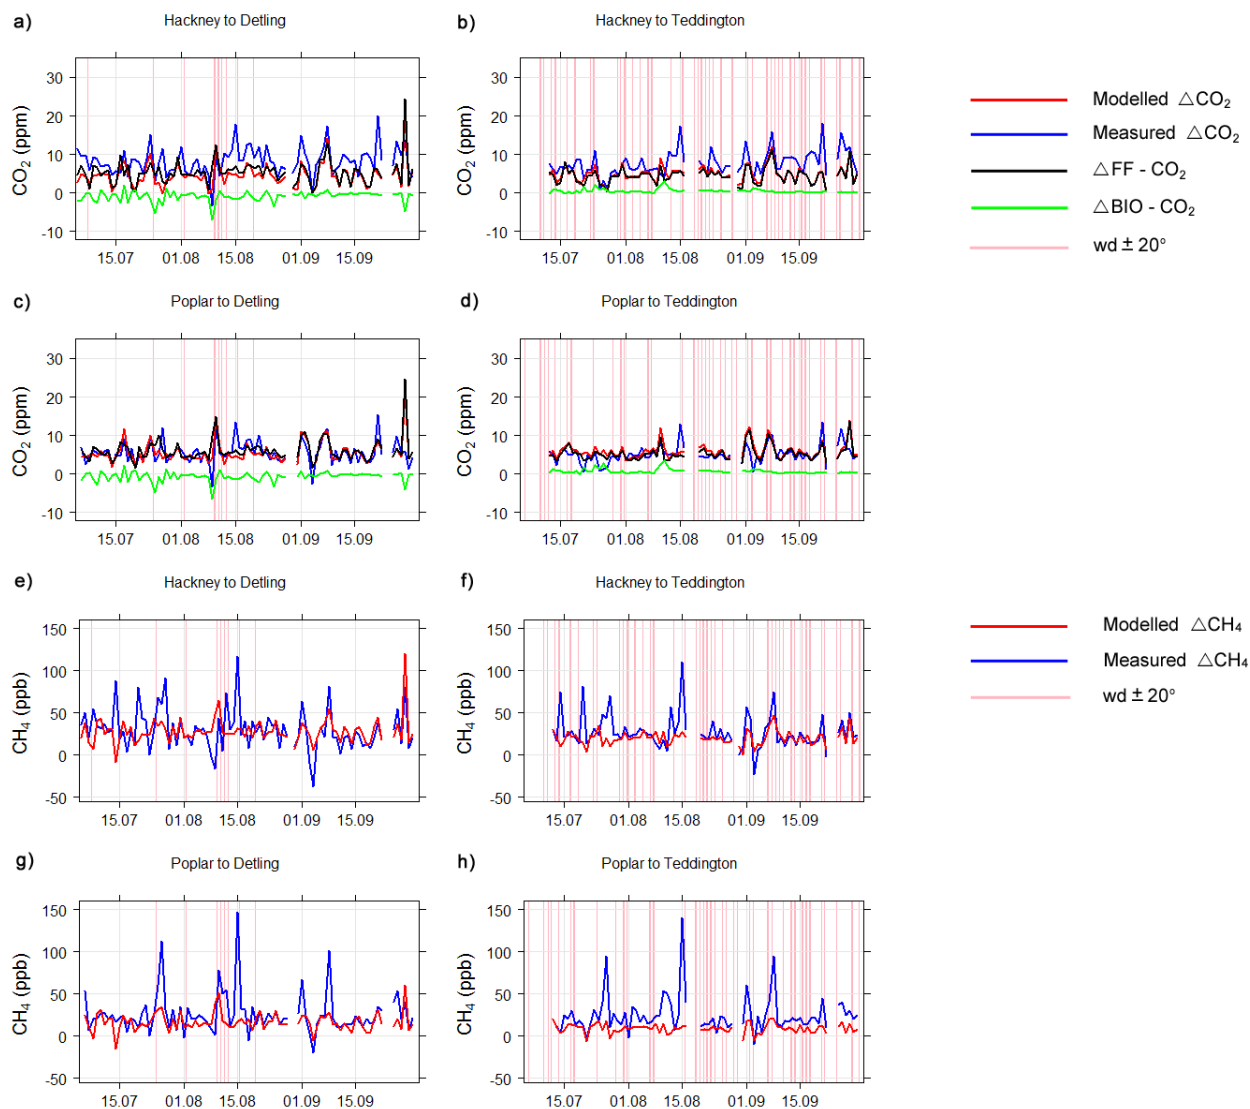 a) Hackney to Detling
b) Hackney to Teddington
30
20
10
0
-10
CO₂ (ppm)
15.07 01.08 15.08 01.09 15.09
30
20
10
0
-10
CO₂ (ppm)
15.07 01.08 15.08 01.09 15.09
Modelled △CO₂
Measured △CO₂
△FF - CO₂
△BIO - CO₂
wd ± 20°
c) Poplar to Detling
d) Poplar to Teddington
30
20
10
0
-10
CO₂ (ppm)
15.07 01.08 15.08 01.09 15.09
30
20
10
0
-10
CO₂ (ppm)
15.07 01.08 15.08 01.09 15.09
e) Hackney to Detling
f) Hackney to Teddington
150
100
50
0
-50
CH₄ (ppb)
15.07 01.08 15.08 01.09 15.09
150
100
50
0
-50
CH₄ (ppb)
15.07 01.08 15.08 01.09 15.09
Modelled △CH₄
Measured △CH₄
wd ± 20°
g) Poplar to Detling
h) Poplar to Teddington
150
100
50
0
-50
CH₄ (ppb)
15.07 01.08 15.08 01.09 15.09
150
100
50
0
-50
CH₄ (ppb)
15.07 01.08 15.08 01.09 15.09